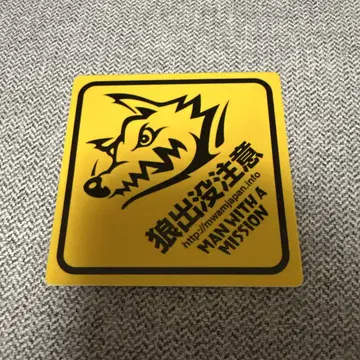 狼出没注意
http://mwamjapan.info
MAN WITH A
MISSION